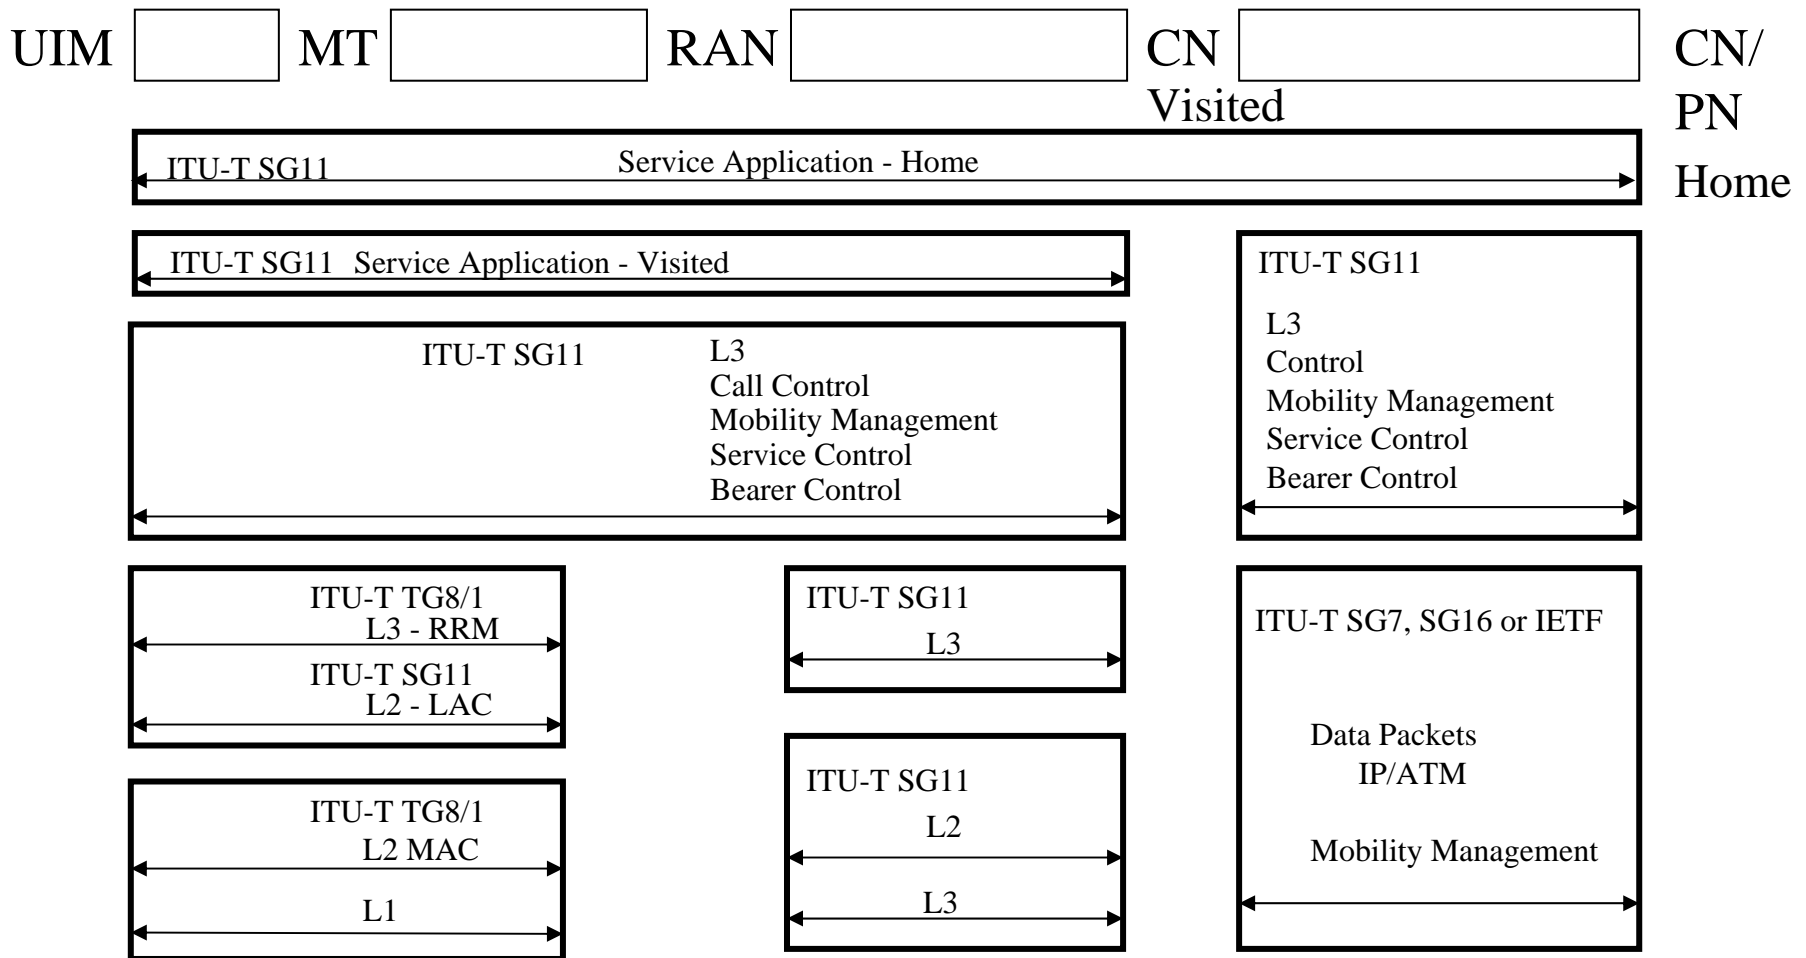 UIM
MT
RAN
CN
Visited
CN/
PN
Home
ITU-T SG11
Service Application - Home
ITU-T SG11
Service Application - Visited
ITU-T SG11
L3
Call Control
Mobility Management
Service Control
Bearer Control
ITU-T SG11
L3
Control
Mobility Management
Service Control
Bearer Control
ITU-T TG8/1
L3 - RRM
ITU-T SG11
L2 - LAC
ITU-T SG11
L3
ITU-T SG7, SG16 or IETF
Data Packets
IP/ATM
Mobility Management
ITU-T TG8/1
L2 MAC
L1
ITU-T SG11
L2
L3